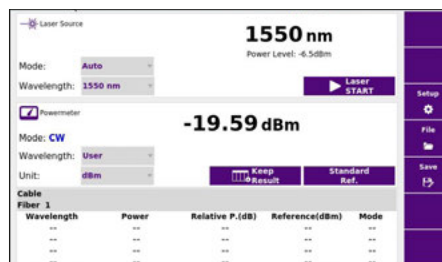 Laser Source
1550 nm
Power Level: -6.5dBm
Mode: Auto
Wavelength: 1550 nm
Laser START
Setup
Powermeter
-19.59 dBm
File
Mode: CW
Wavelength: User
Save
Unit: dBm
Keep Result
Standard Ref.
Cable
Fiber 1
Wavelength Power Relative P.(dB) Reference(dBm) Mode
-- -- -- -- --
-- -- -- -- --
-- -- -- -- --
-- -- -- -- --